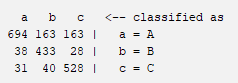 a b c <-- classified as
694 163 163 | a = A
38 433 28 | b = B
31 40 528 | c = C